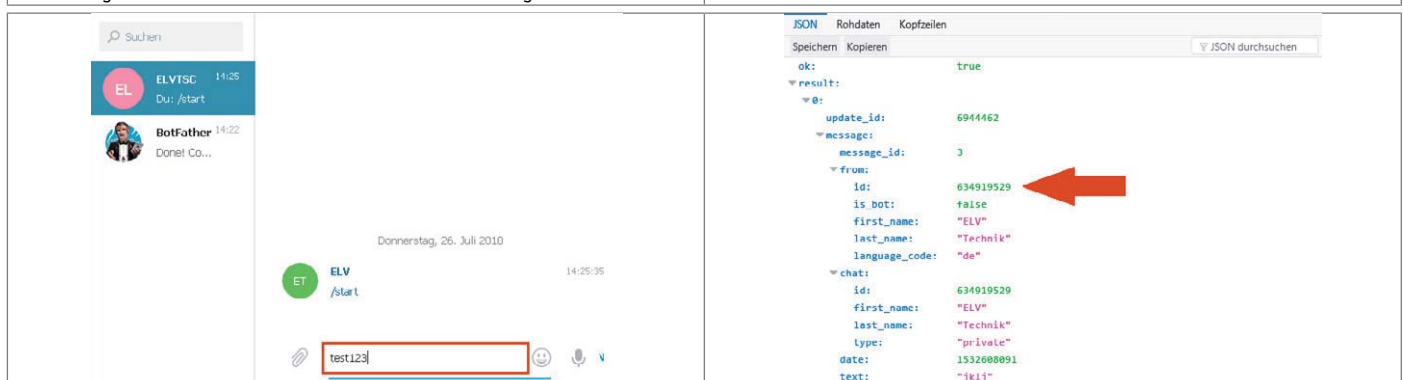 Suchen
EL
ELVTSC 14:25
Du: /start
BotFather 14:22
Done! Co...
Donnerstag, 26. Juli 2018
ET
ELV 14:25:35
/start
test123
JSON Rohdaten Kopfzeilen
Speichern Kopieren JSON durchsuchen
ok: true
result:
0:
update_id: 6944462
message:
message_id: 3
from:
id: 634919529
is_bot: false
first_name: "ELV"
last_name: "Technik"
language_code: "de"
chat:
id: 634919529
first_name: "ELV"
last_name: "Technik"
type: "private"
date: 1532608091
text: "jklj"